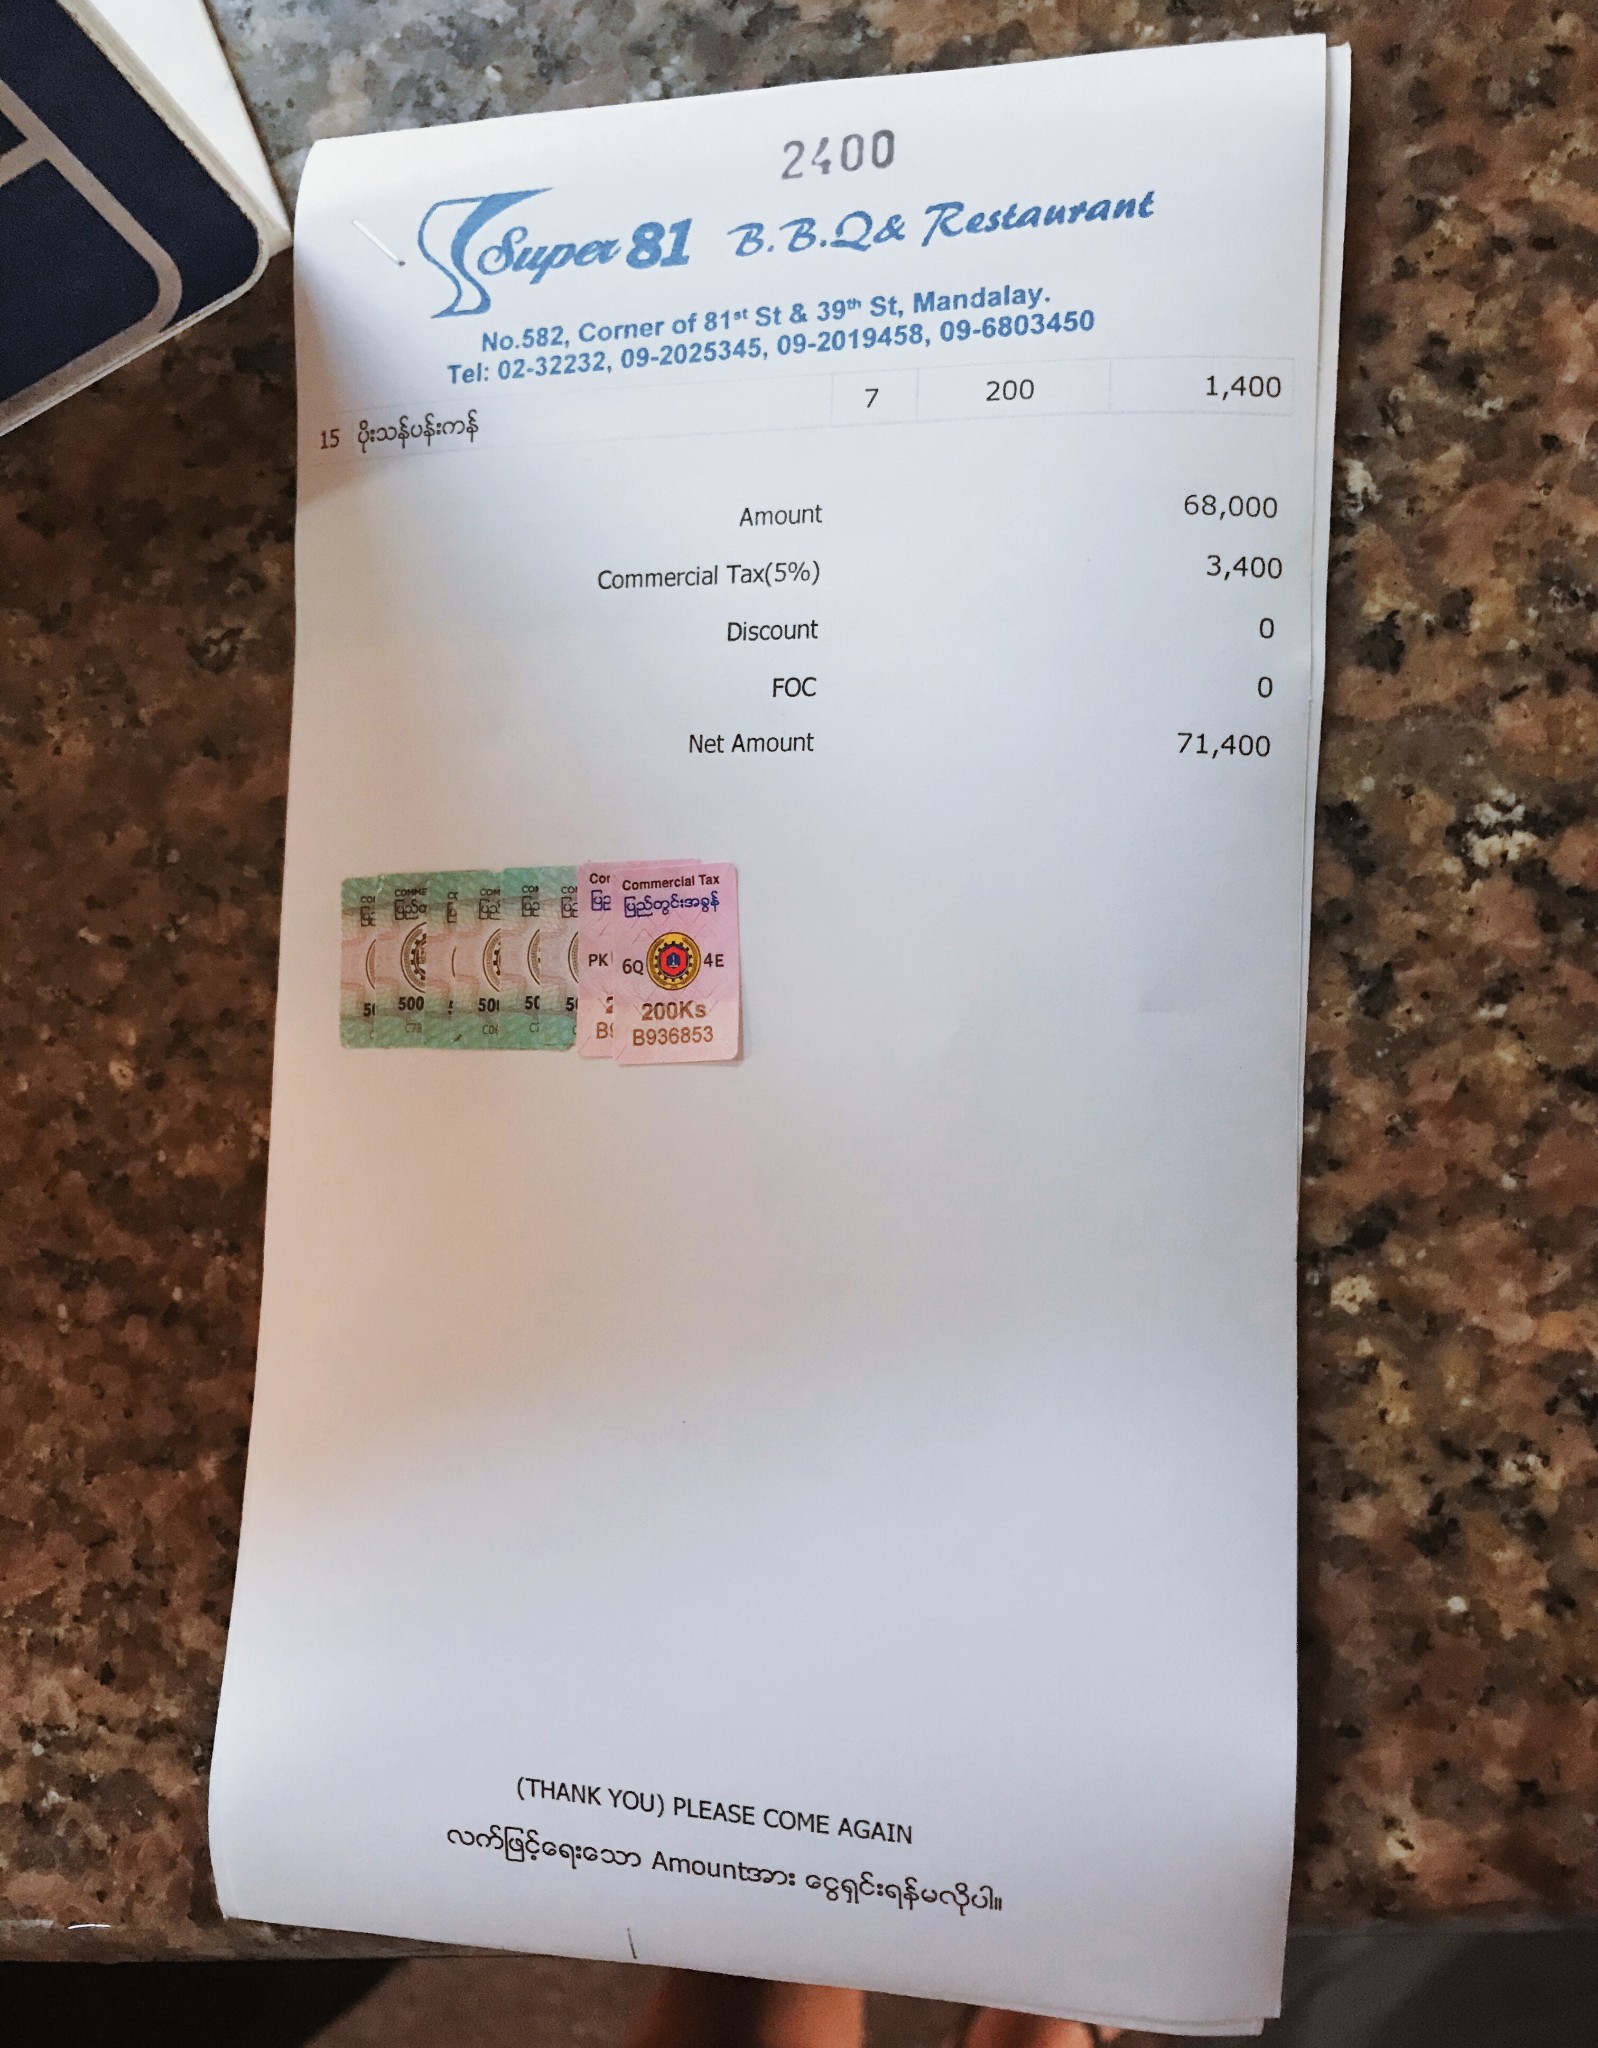 2400
Super 81 B.B.Q & Restaurant
No.582, Corner of 81st St & 39th St, Mandalay.
Tel: 02-32232, 09-2025345, 09-2019458, 09-6803450
15 ပိုးသန်ပန်းကန် 7 200 1,400
Amount 68,000
Commercial Tax(5%) 3,400
Discount 0
FOC 0
Net Amount 71,400
Commercial Tax
ပြည်တွင်းအခွန်
6Q 4E
500
200Ks
B936853
(THANK YOU) PLEASE COME AGAIN
လက်ဖြင့်ရေးသော Amountအား ငွေရှင်းရန်မလိုပါ။